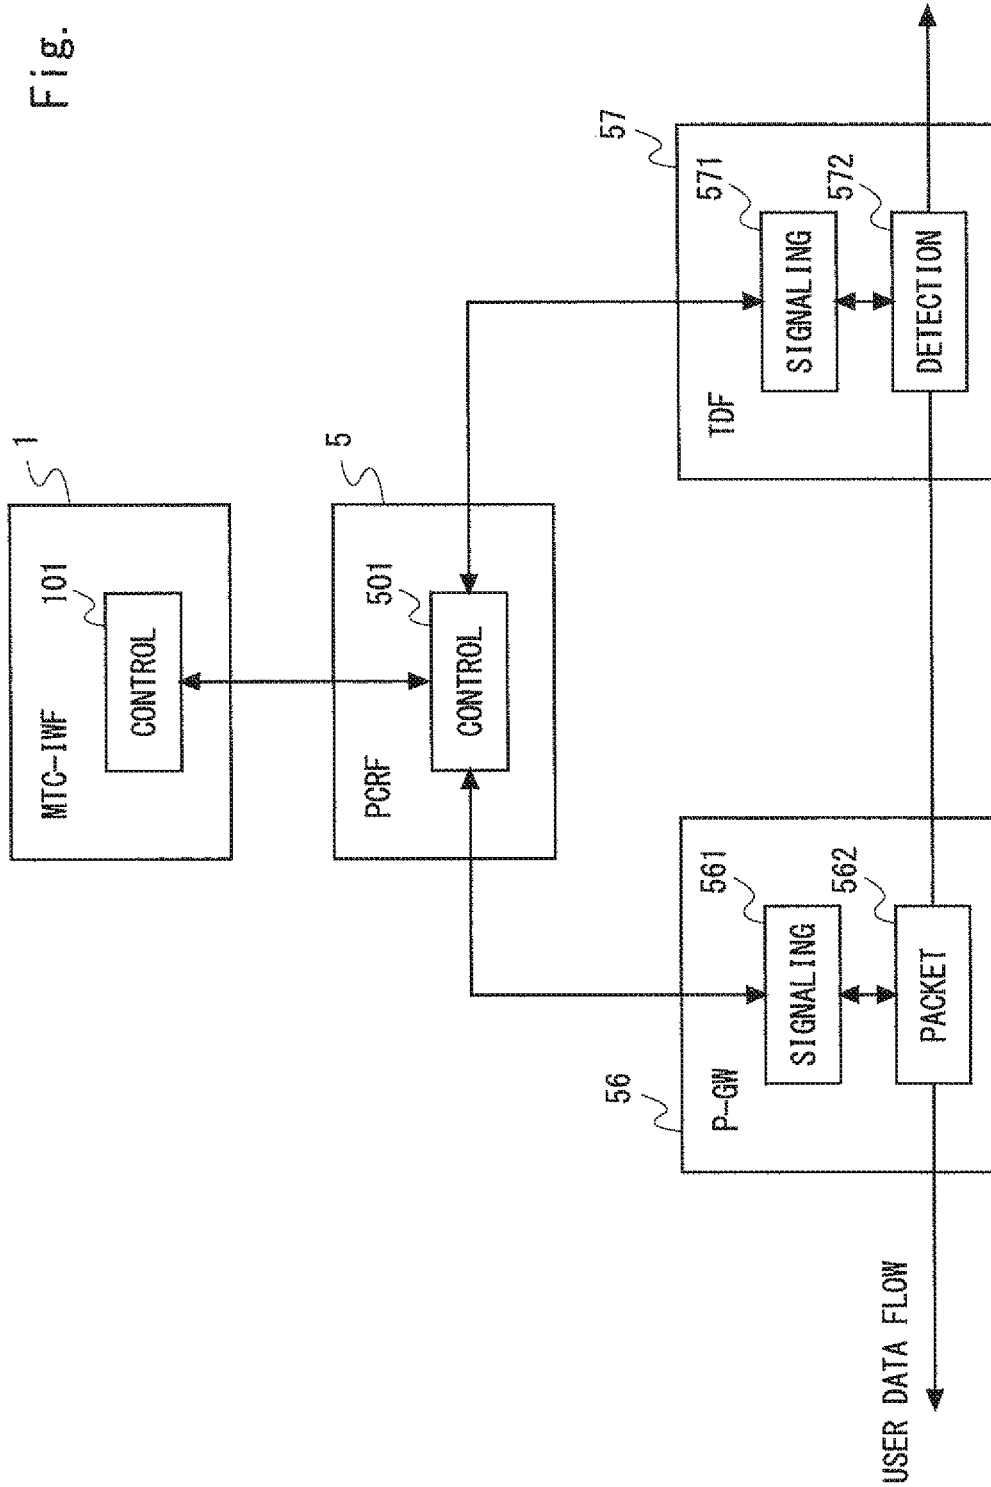 Fig.
1
MTC-IWF
101
CONTROL
5
PCRF
501
CONTROL
56
P-GW
561
SIGNALING
562
PACKET
57
TDF
571
SIGNALING
572
DETECTION
USER DATA FLOW